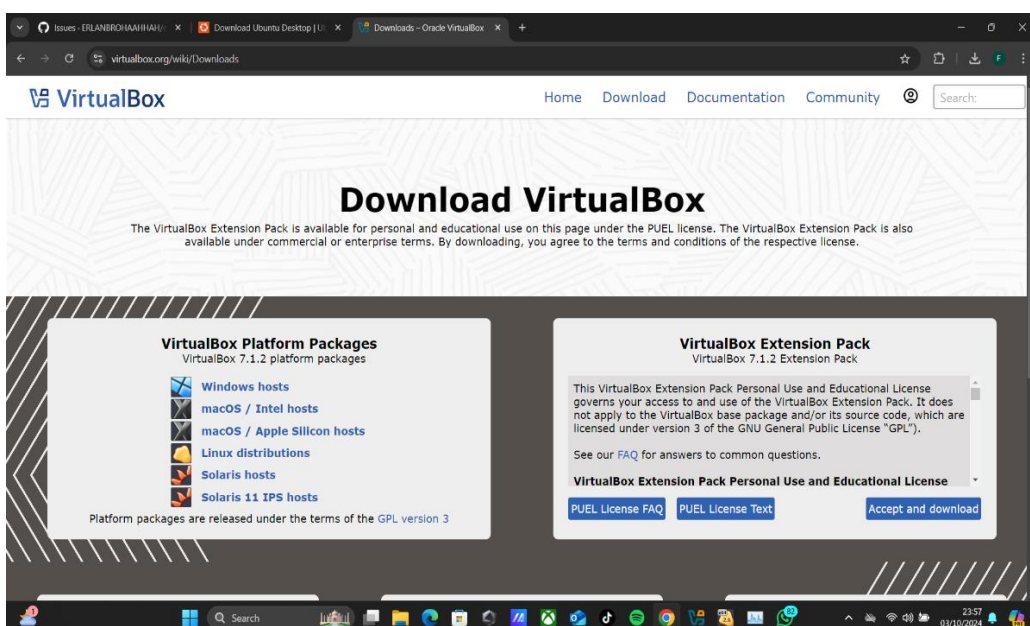 Issues · ERLANBROHAAHHAH/
Download Ubuntu Desktop | U
Downloads – Oracle VirtualBox
virtualbox.org/wiki/Downloads
F
VirtualBox
Home Download Documentation Community Search:
Download VirtualBox
The VirtualBox Extension Pack is available for personal and educational use on this page under the PUEL license. The VirtualBox Extension Pack is also
available under commercial or enterprise terms. By downloading, you agree to the terms and conditions of the respective license.
VirtualBox Platform Packages
VirtualBox 7.1.2 platform packages
Windows hosts
macOS / Intel hosts
macOS / Apple Silicon hosts
Linux distributions
Solaris hosts
Solaris 11 IPS hosts
Platform packages are released under the terms of the GPL version 3
VirtualBox Extension Pack
VirtualBox 7.1.2 Extension Pack
This VirtualBox Extension Pack Personal Use and Educational License
governs your access to and use of the VirtualBox Extension Pack. It does
not apply to the VirtualBox base package and/or its source code, which are
licensed under version 3 of the GNU General Public License “GPL”).
See our FAQ for answers to common questions.
VirtualBox Extension Pack Personal Use and Educational License
PUEL License FAQ PUEL License Text Accept and download
1
Search
82
23:57
03/10/2024